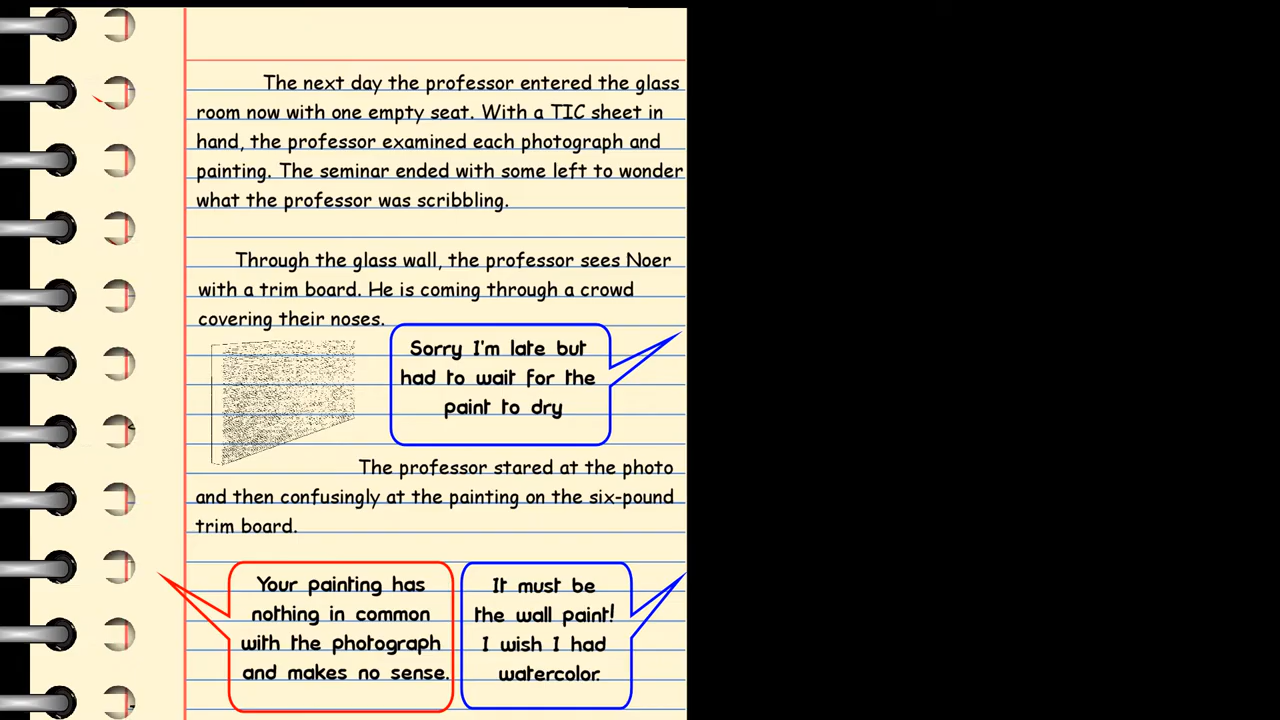 The next day the professor entered the glass
room now with one empty seat. With a TIC sheet in
hand, the professor examined each photograph and
painting. The seminar ended with some left to wonder
what the professor was scribbling.
Through the glass wall, the professor sees Noer
with a trim board. He is coming through a crowd
covering their noses.
Sorry I'm late but
had to wait for the
paint to dry
The professor stared at the photo
and then confusingly at the painting on the six-pound
trim board.
Your painting has
nothing in common
with the photograph
and makes no sense.
It must be
the wall paint!
I wish I had
watercolor.